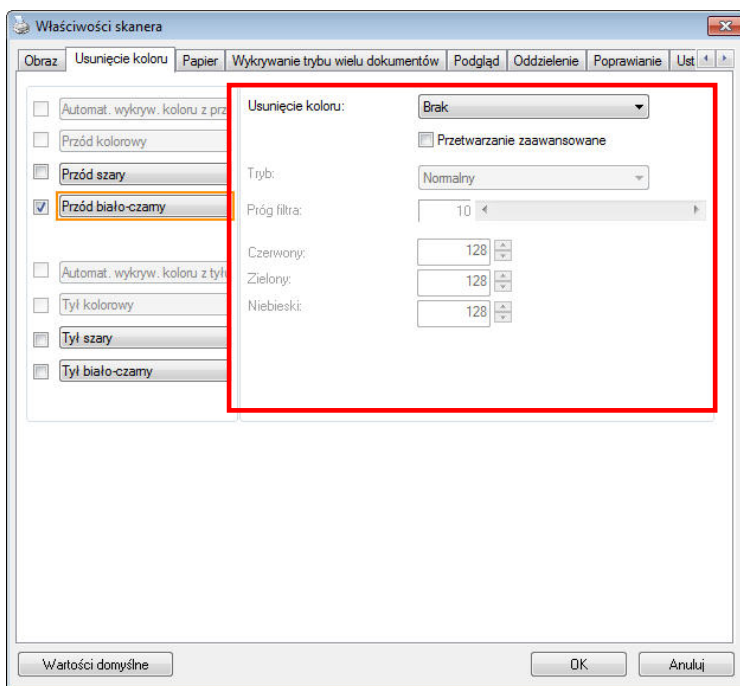 Właściwości skanera
Obraz Usunięcie koloru Papier Wykrywanie trybu wielu dokumentów Podgląd Oddzielenie Poprawianie Ust
Automat. wykryw. koloru z prz
Przód kolorowy
Przód szary
Przód biało-czarny
Automat. wykryw. koloru z tyłu
Tył kolorowy
Tył szary
Tył biało-czarny
Usunięcie koloru: Brak
Przetwarzanie zaawansowane
Tryb: Normalny
Próg filtra: 10
Czerwony: 128
Zielony: 128
Niebieski: 128
Wartości domyślne OK Anuluj